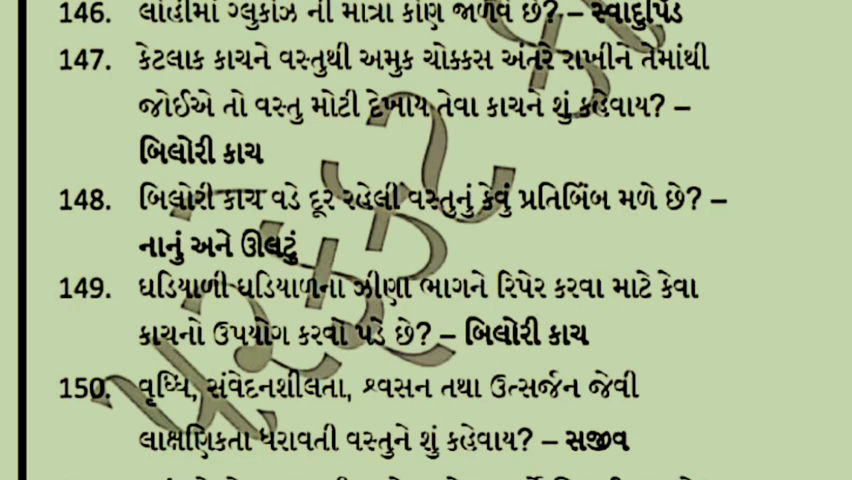 146. લોહીમાં ગ્લુકોઝ ની માત્રા કોણ જાળવે છે? – સ્વાદુપિંડ
147. કેટલાક કાચને વસ્તુથી અમુક ચોક્કસ અંતરે રાખીને તેમાંથી
જોઈએ તો વસ્તુ મોટી દેખાય તેવા કાચને શું કહેવાય? –
બિલોરી કાચ
148. બિલોરી કાચ વડે દૂર રહેલી વસ્તુનું કેવું પ્રતિબિંબ મળે છે? –
નાનું અને ઊલટું
149. ઘડિયાળી ઘડિયાળના ઝીણા ભાગને રિપેર કરવા માટે કેવા
કાચનો ઉપયોગ કરવો પડે છે? – બિલોરી કાચ
150. વૃધ્ધિ, સંવેદનશીલતા, શ્વસન તથા ઉત્સર્જન જેવી
લાક્ષણિકતા ધરાવતી વસ્તુને શું કહેવાય? – સજીવ